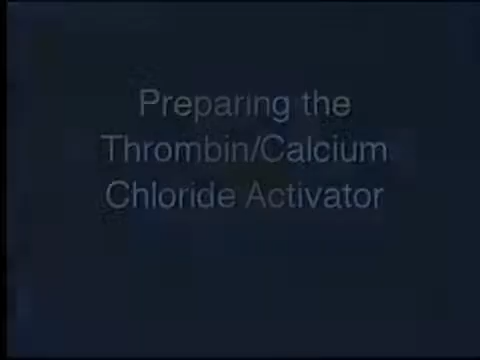 Preparing the
Thrombin/Calcium
Chloride Activator